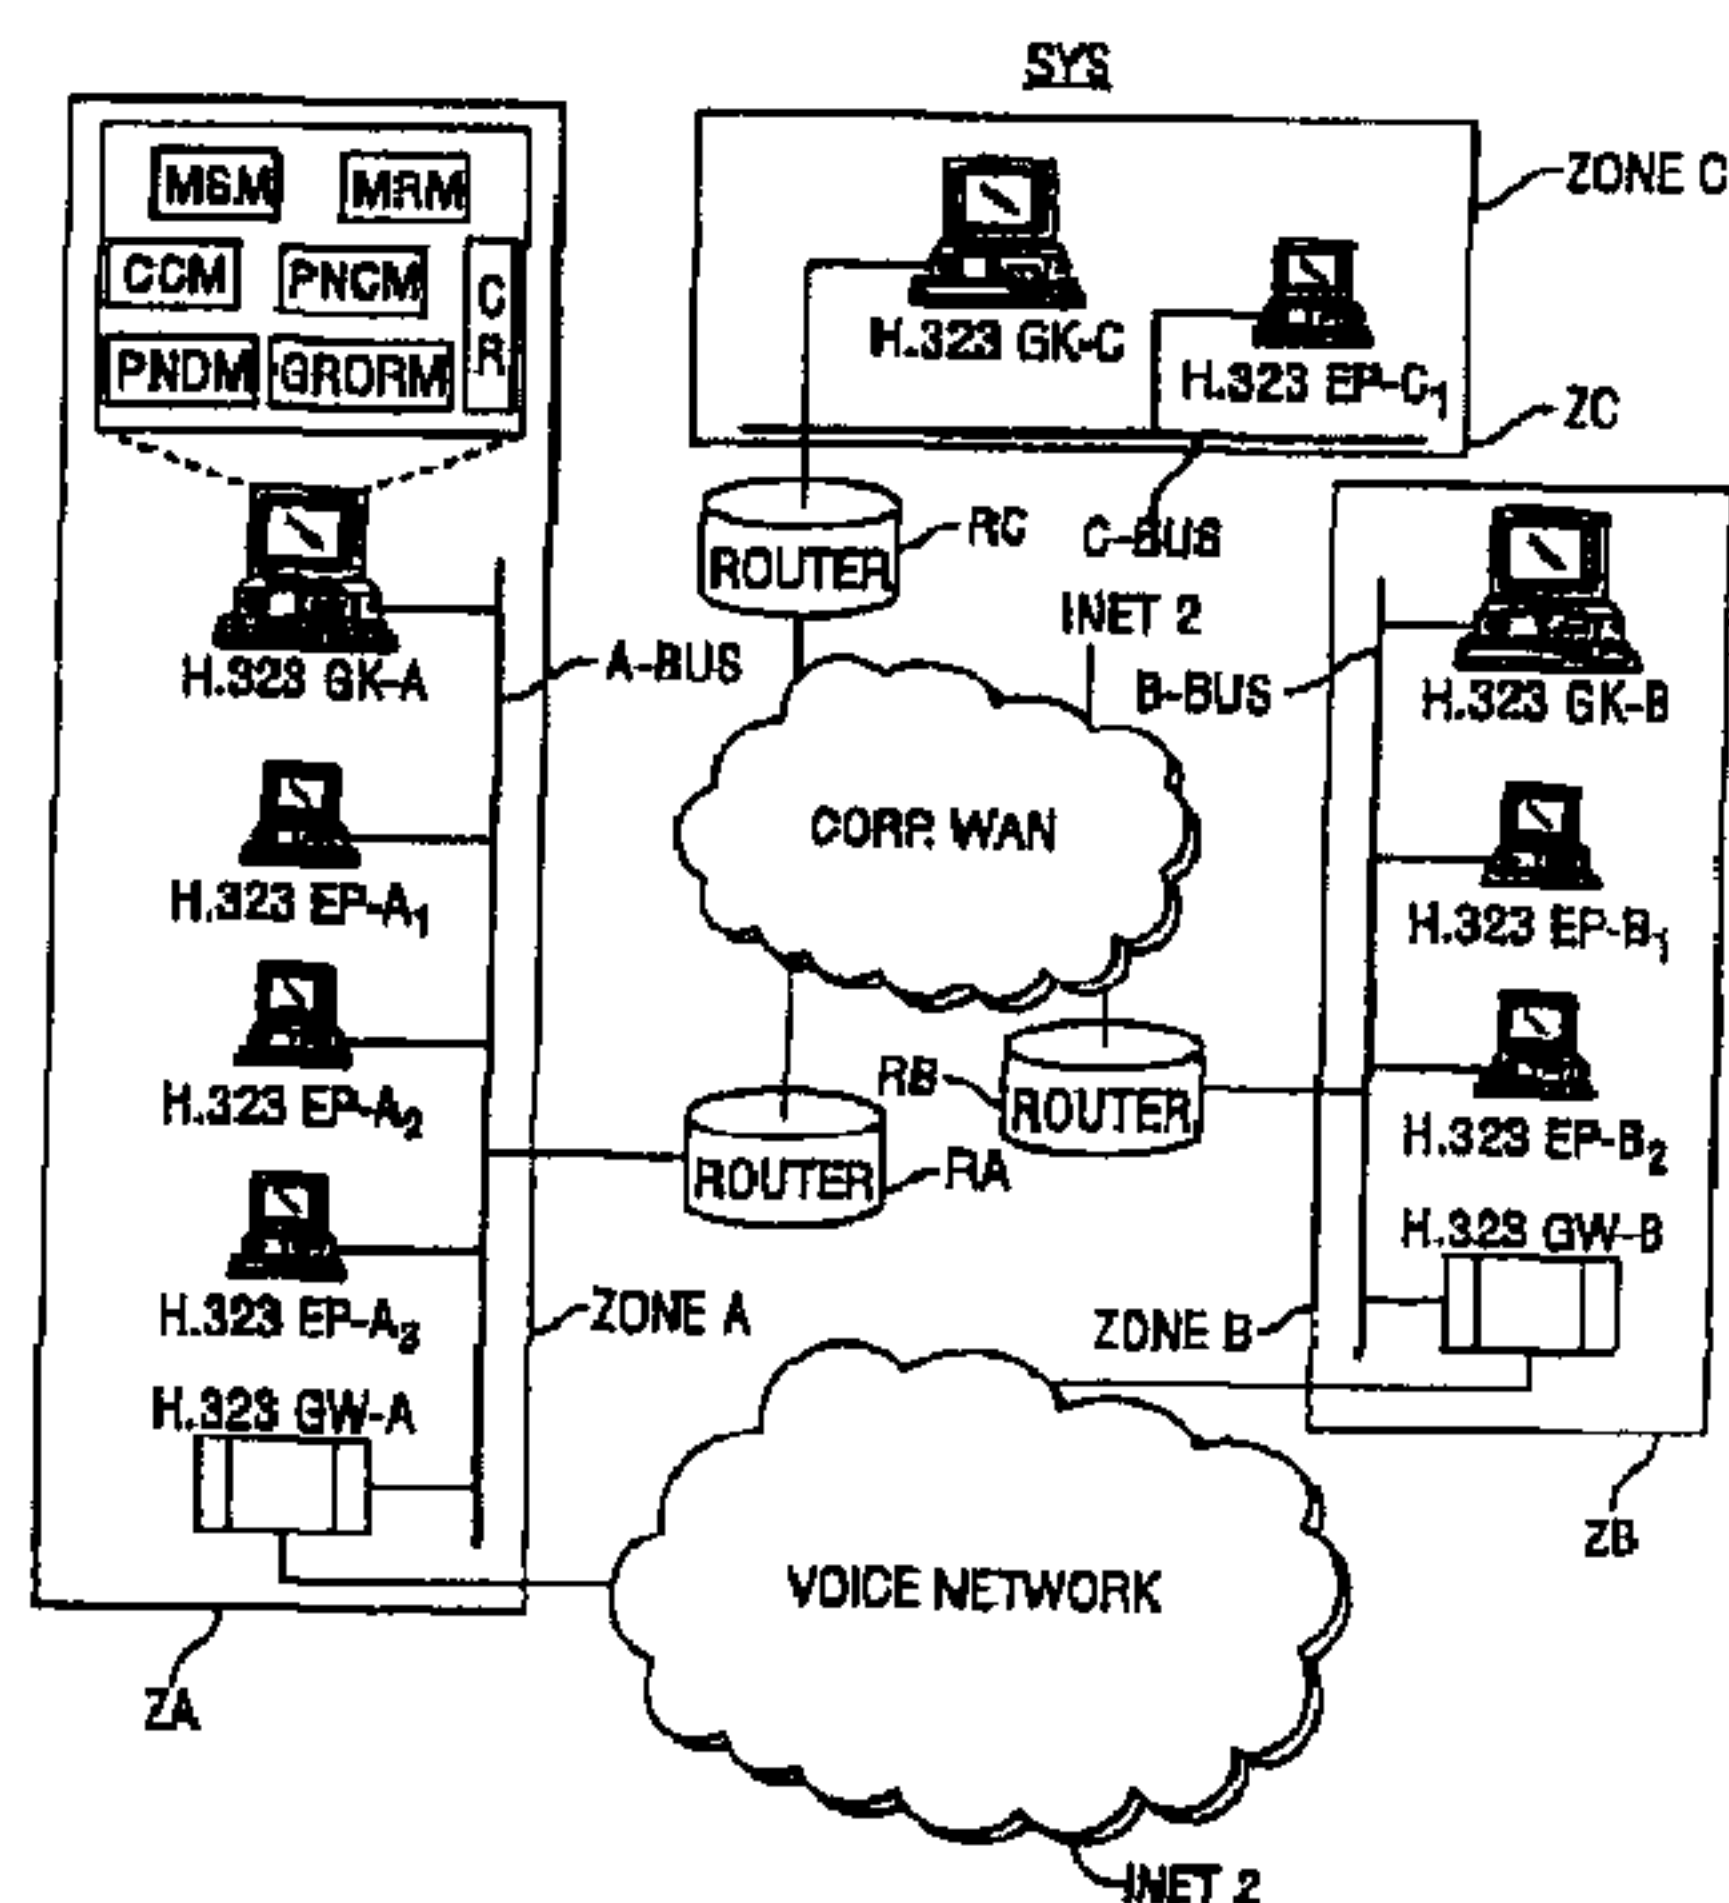 SYS
MSM
MRM
CCM
PNCM
CR
PNDM
GRORM
H.323 GK-A
A-BUS
H.323 EP-A1
H.323 EP-A2
H.323 EP-A3
H.323 GW-A
ZONE A
ZA
H.323 GK-C
H.323 EP-C1
ZONE C
ZC
C-BUS
ROUTER
RC
INET 2
CORP. WAN
B-BUS
H.323 GK-B
H.323 EP-B1
H.323 EP-B2
H.323 GW-B
RB
ROUTER
ROUTER
RA
ZONE B
ZB
VOICE NETWORK
INET 2